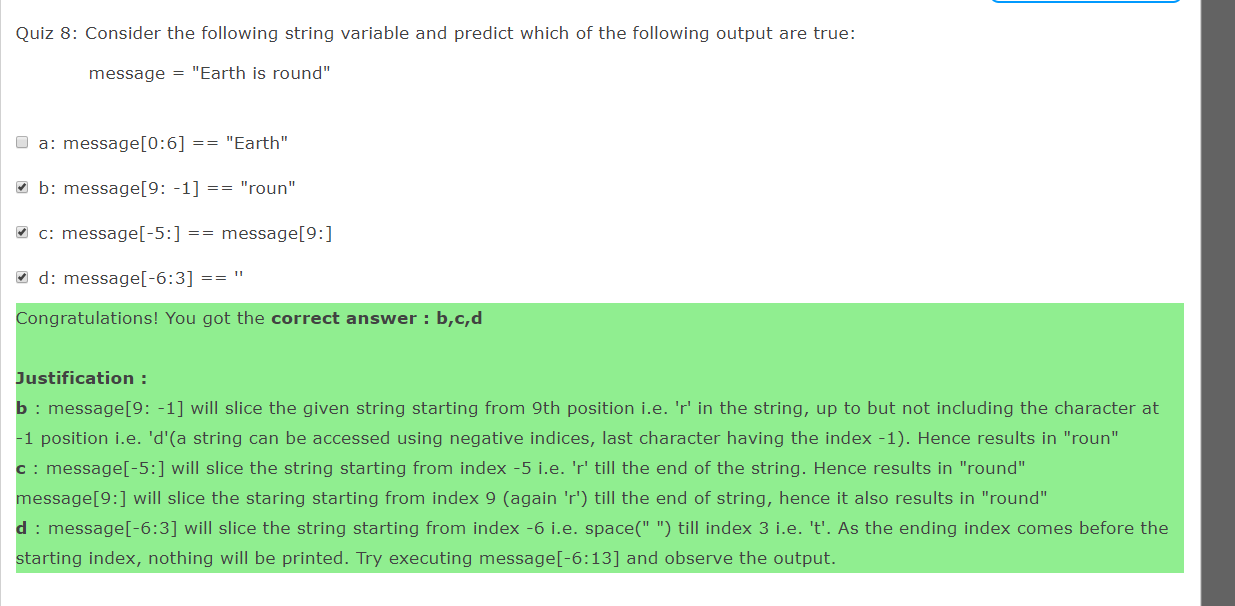 Quiz 8: Consider the following string variable and predict which of the following output are true:
message = "Earth is round"
a: message[0:6] == "Earth"
b: message[9: -1] == "roun"
c: message[-5:] == message[9:]
d: message[-6:3] == ''
Congratulations! You got the correct answer : b,c,d
Justification :
b : message[9: -1] will slice the given string starting from 9th position i.e. 'r' in the string, up to but not including the character at
-1 position i.e. 'd'(a string can be accessed using negative indices, last character having the index -1). Hence results in "roun"
c : message[-5:] will slice the string starting from index -5 i.e. 'r' till the end of the string. Hence results in "round"
message[9:] will slice the staring starting from index 9 (again 'r') till the end of string, hence it also results in "round"
d : message[-6:3] will slice the string starting from index -6 i.e. space(" ") till index 3 i.e. 't'. As the ending index comes before the
starting index, nothing will be printed. Try executing message[-6:13] and observe the output.